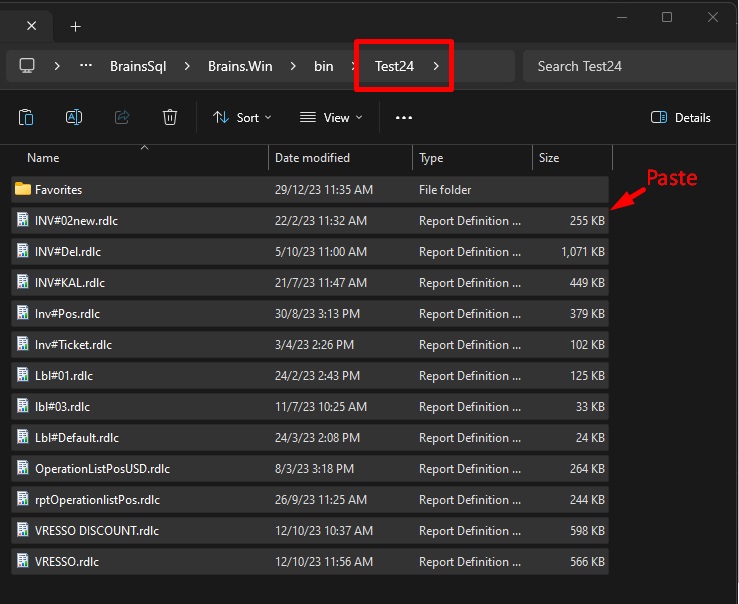 BrainsSql > Brains.Win > bin > Test24 > Search Test24
Sort View Details
Name Date modified Type Size
Paste
Favorites 29/12/23 11:35 AM File folder
INV#02new.rdlc 22/2/23 11:32 AM Report Definition ... 255 KB
INV#Del.rdlc 5/10/23 11:00 AM Report Definition ... 1,071 KB
INV#KAL.rdlc 21/7/23 11:47 AM Report Definition ... 449 KB
Inv#Pos.rdlc 30/8/23 3:13 PM Report Definition ... 379 KB
Inv#Ticket.rdlc 3/4/23 2:26 PM Report Definition ... 102 KB
Lbl#01.rdlc 24/2/23 2:43 PM Report Definition ... 125 KB
lbl#03.rdlc 11/7/23 10:25 AM Report Definition ... 33 KB
Lbl#Default.rdlc 24/3/23 2:08 PM Report Definition ... 24 KB
OperationListPosUSD.rdlc 8/3/23 3:18 PM Report Definition ... 264 KB
rptOperationlistPos.rdlc 26/9/23 11:25 AM Report Definition ... 244 KB
VRESSO DISCOUNT.rdlc 12/10/23 10:37 AM Report Definition ... 598 KB
VRESSO.rdlc 12/10/23 11:56 AM Report Definition ... 566 KB